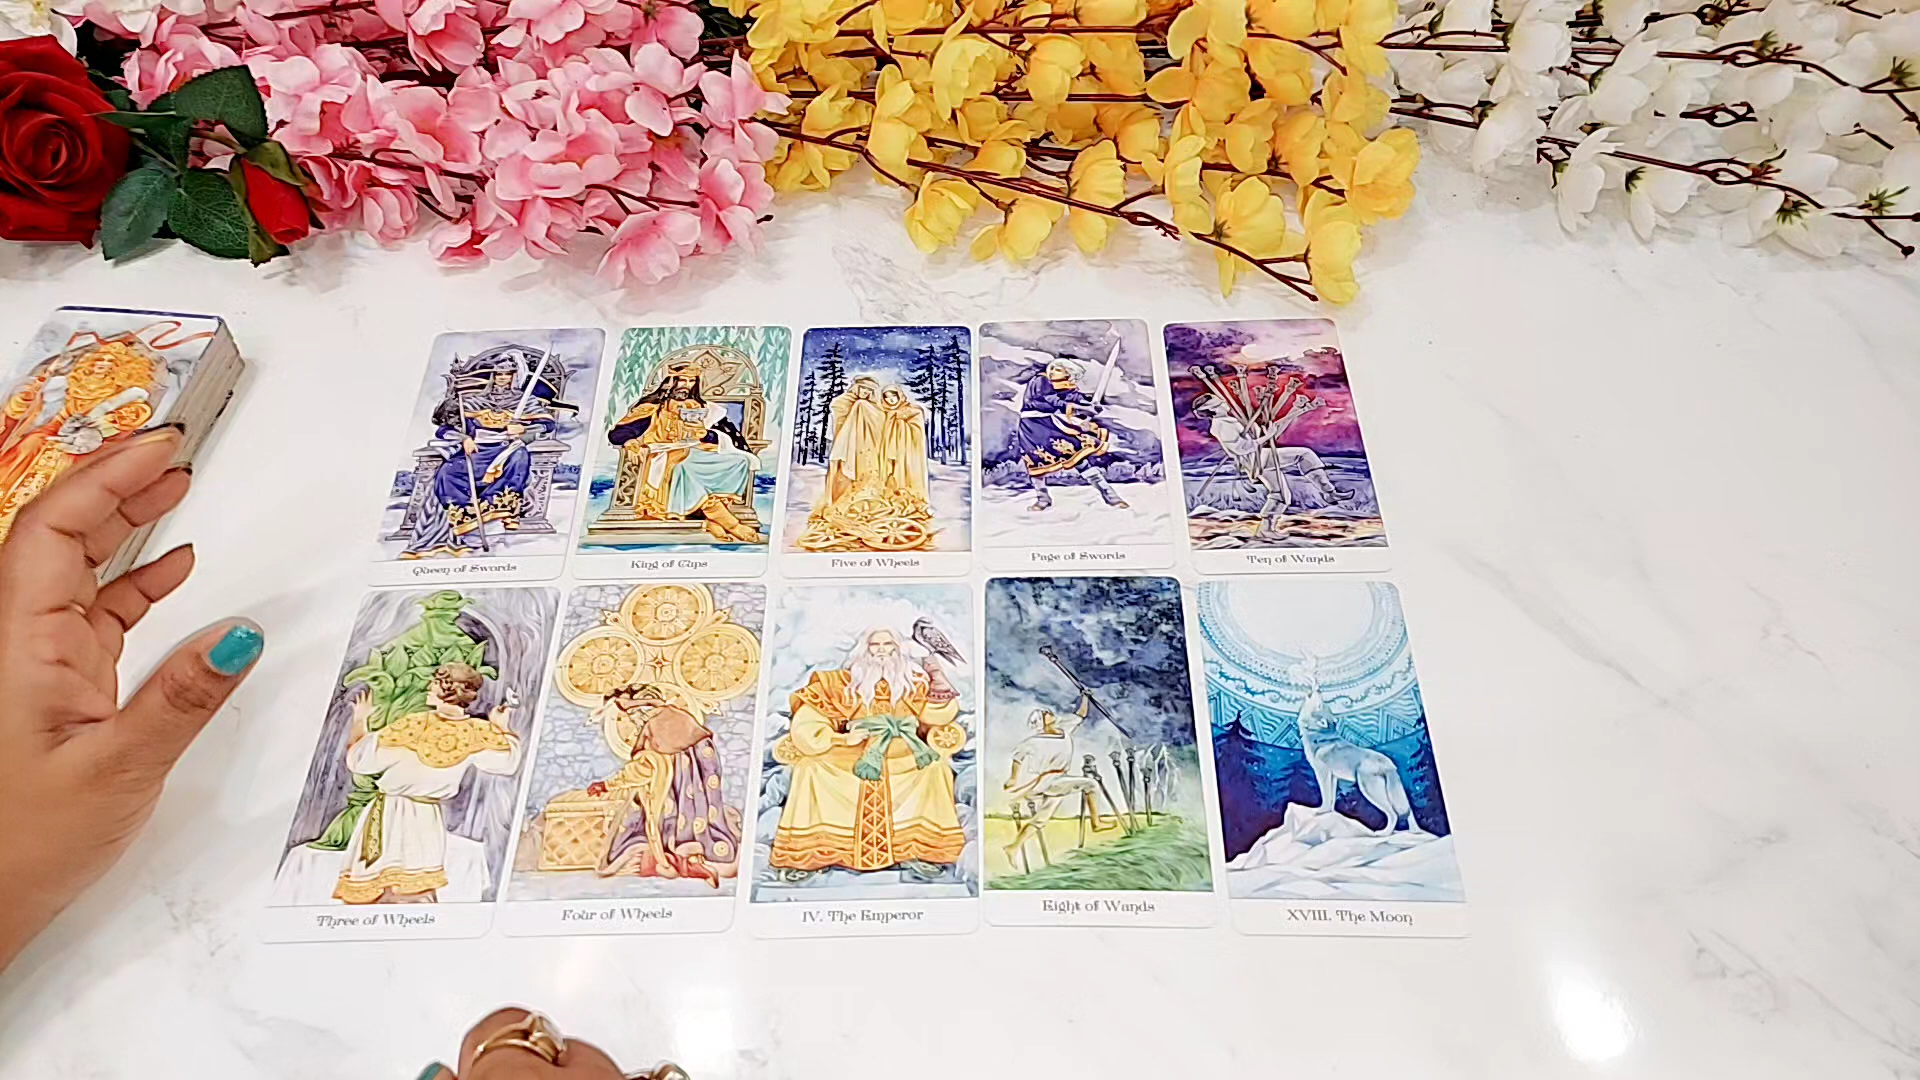 Queen of Swords
King of Cups
Five of Wheels
Page of Swords
Ten of Wands
Three of Wheels
Four of Wheels
IV. The Emperor
Eight of Wands
XVIII. The Moon